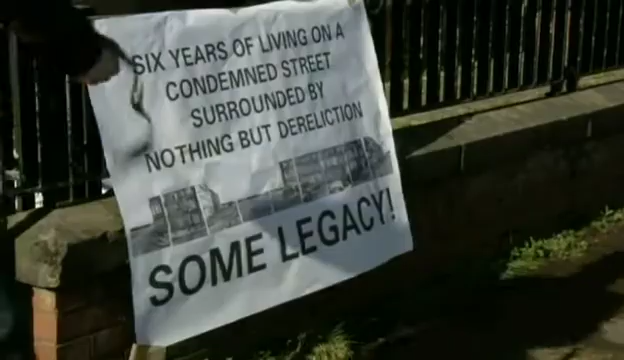 SIX YEARS OF LIVING ON A
CONDEMNED STREET
SURROUNDED BY
NOTHING BUT DERELICTION
SOME LEGACY!